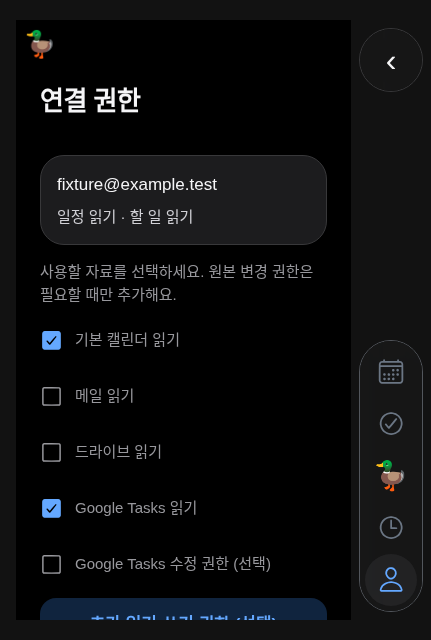 연결 권한
fixture@example.test
일정 읽기 · 할 일 읽기
사용할 자료를 선택하세요. 원본 변경 권한은
필요할 때만 추가해요.
기본 캘린더 읽기
메일 읽기
드라이브 읽기
Google Tasks 읽기
Google Tasks 수정 권한 (선택)